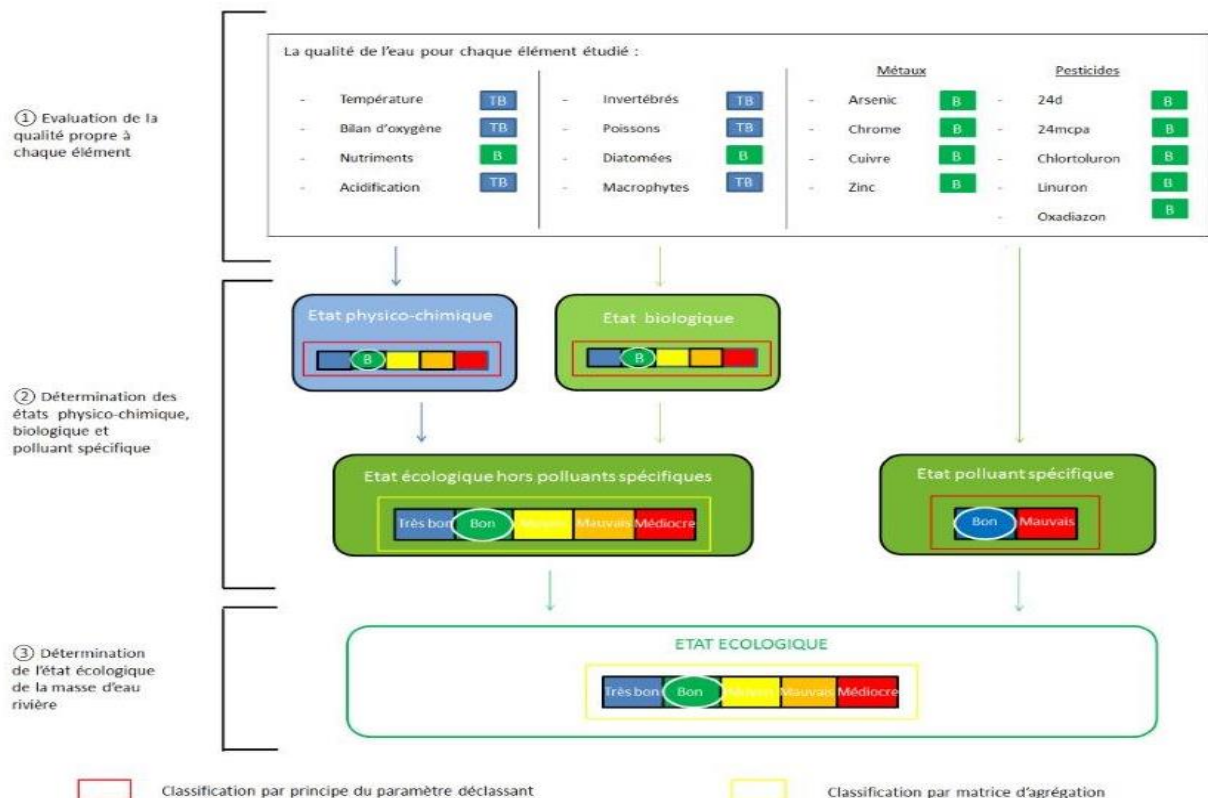 La qualité de l'eau pour chaque élément étudié :
Métaux
Pesticides
- Température TB
- Bilan d'oxygène TB
- Nutriments B
- Acidification TB
- Invertébrés TB
- Poissons TB
- Diatomées B
- Macrophytes TB
- Arsenic B
- Chrome B
- Cuivre B
- Zinc B
- 24d B
- 24mcpa B
- Chlortoluron B
- Linuron B
- Oxadiazon B
① Evaluation de la
qualité propre à
chaque élément
Etat physico-chimique
B
Etat biologique
B
② Détermination des
états physico-chimique,
biologique et
polluant spécifique
Etat écologique hors polluants spécifiques
Très bon Bon Moyen Mauvais Médiocre
Etat polluant spécifique
Bon Mauvais
③ Détermination
de l'état écologique
de la masse d'eau
rivière
ETAT ECOLOGIQUE
Très bon Bon Moyen Mauvais Médiocre
Classification par principe du paramètre déclassant
Classification par matrice d'agrégation